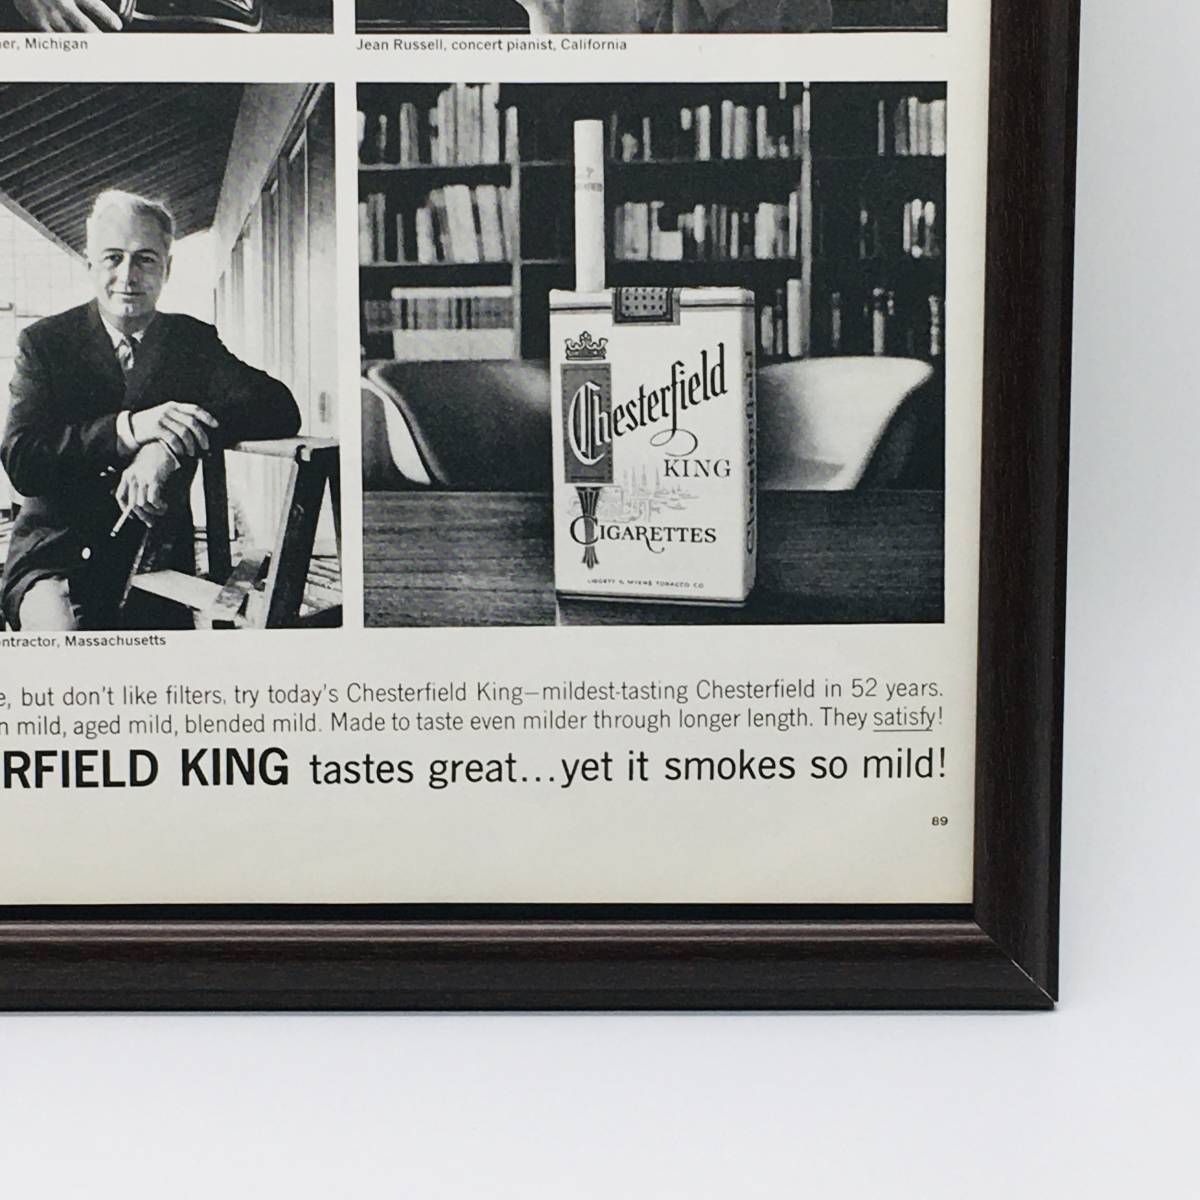 er, Michigan
Jean Russell, concert pianist, California
Chesterfield
KING
CIGARETTES
LIGGETT & MYERS TOBACCO CO
Chesterfield
ntractor, Massachusetts
e, but don't like filters, try today's Chesterfield King—mildest-tasting Chesterfield in 52 years.
n mild, aged mild, blended mild. Made to taste even milder through longer length. They satisfy!
RFIELD KING tastes great...yet it smokes so mild!
89